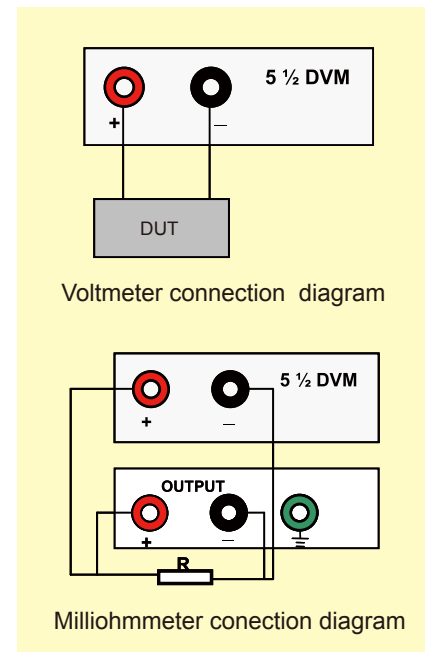 5 ½ DVM
+ –
DUT
Voltmeter connection diagram
5 ½ DVM
+ –
OUTPUT
+ –
R
Milliohmmeter conection diagram